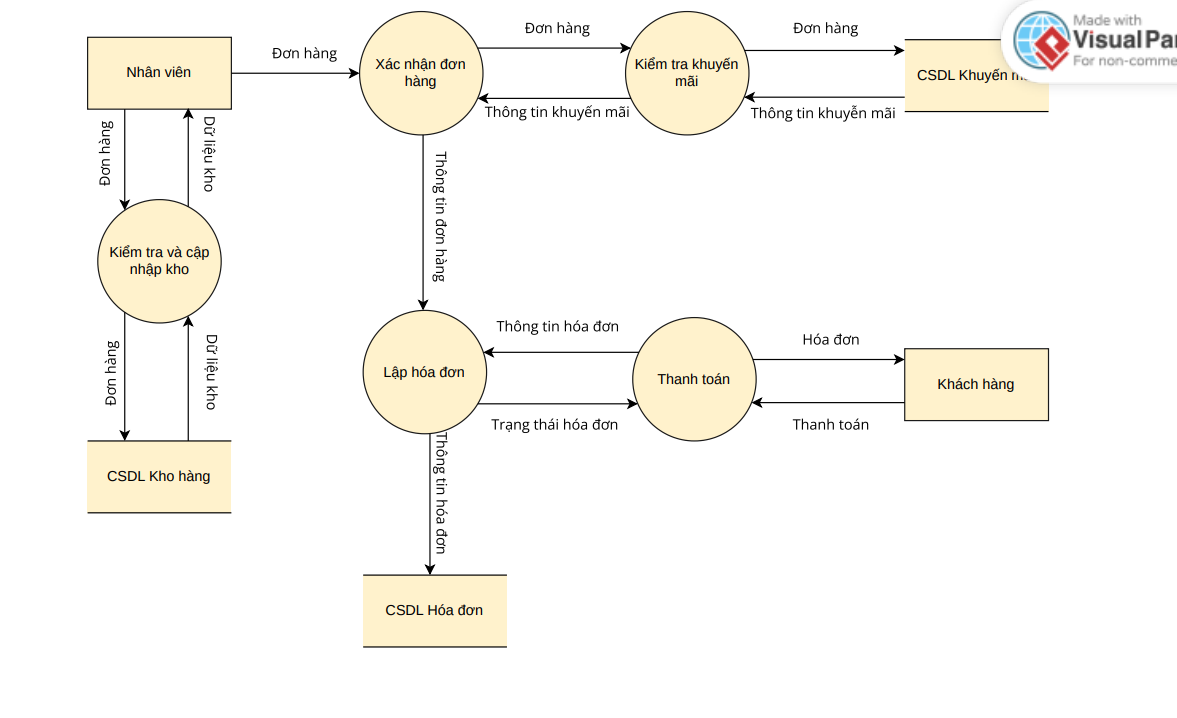 Made with
VisualPar
For non-comme
Nhân viên
Đơn hàng
Xác nhận đơn
hàng
Đơn hàng
Kiểm tra khuyến
mãi
Đơn hàng
CSDL Khuyến
Thông tin khuyến mãi
Thông tin khuyễn mãi
Đơn hàng
Dữ liệu kho
Thông tin đơn hàng
Kiểm tra và cập
nhập kho
Đơn hàng
Dữ liệu kho
Thông tin hóa đơn
Hóa đơn
Lập hóa đơn
Thanh toán
Khách hàng
Trạng thái hóa đơn
Thanh toán
Thông tin hóa đơn
CSDL Kho hàng
CSDL Hóa đơn